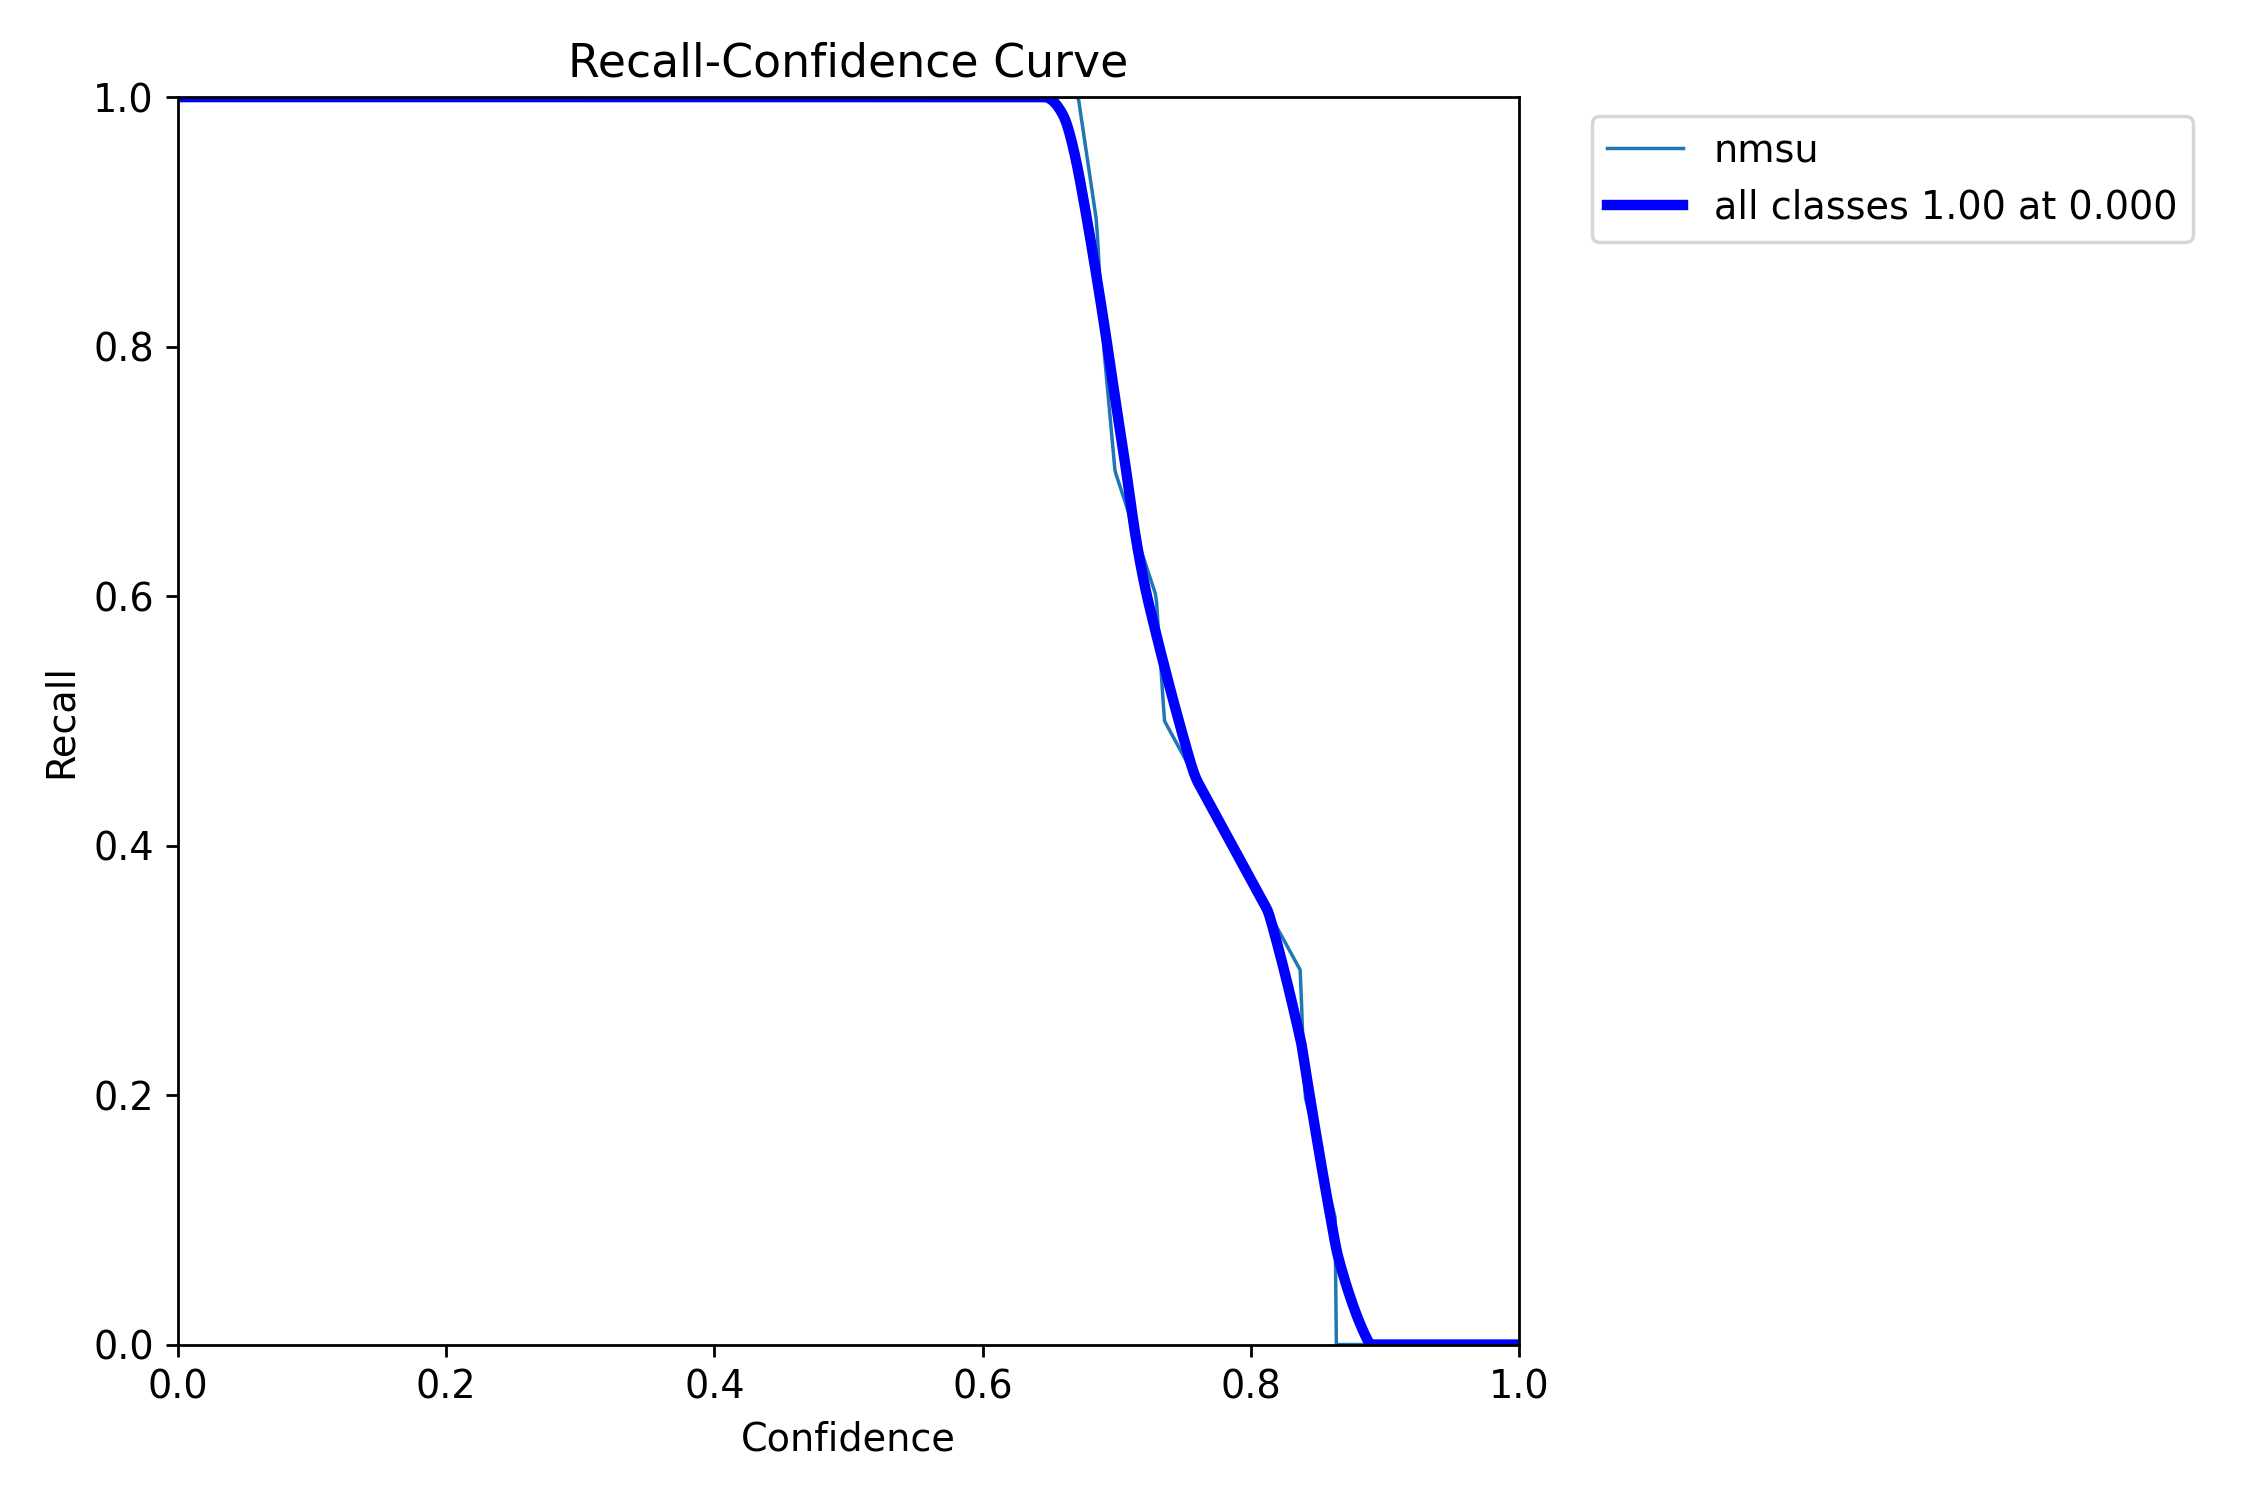 Recall-Confidence Curve
1.0
0.8
0.6
0.4
0.2
0.0
Recall
0.0 0.2 0.4 0.6 0.8 1.0
Confidence
nmsu
all classes 1.00 at 0.000